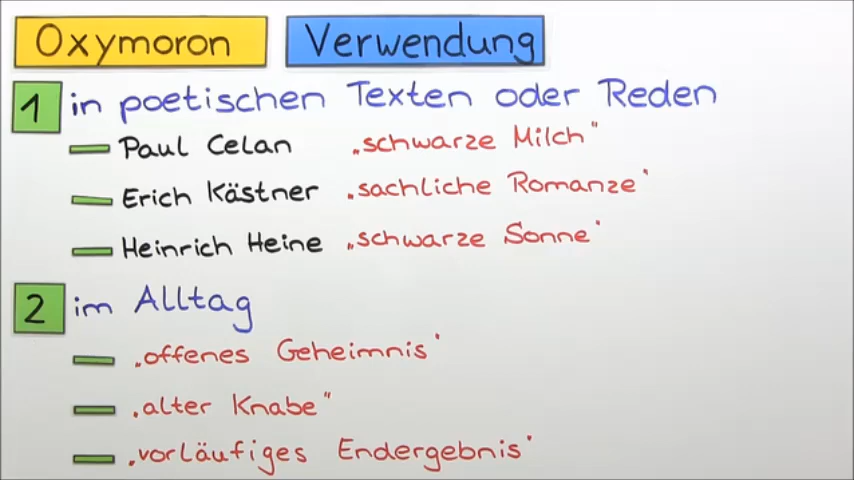 Oxymoron Verwendung
1 in poetischen Texten oder Reden
Paul Celan „schwarze Milch"
Erich Kästner „sachliche Romanze"
Heinrich Heine „schwarze Sonne"
2 im Alltag
„offenes Geheimnis"
„alter Knabe"
„vorläufiges Endergebnis"